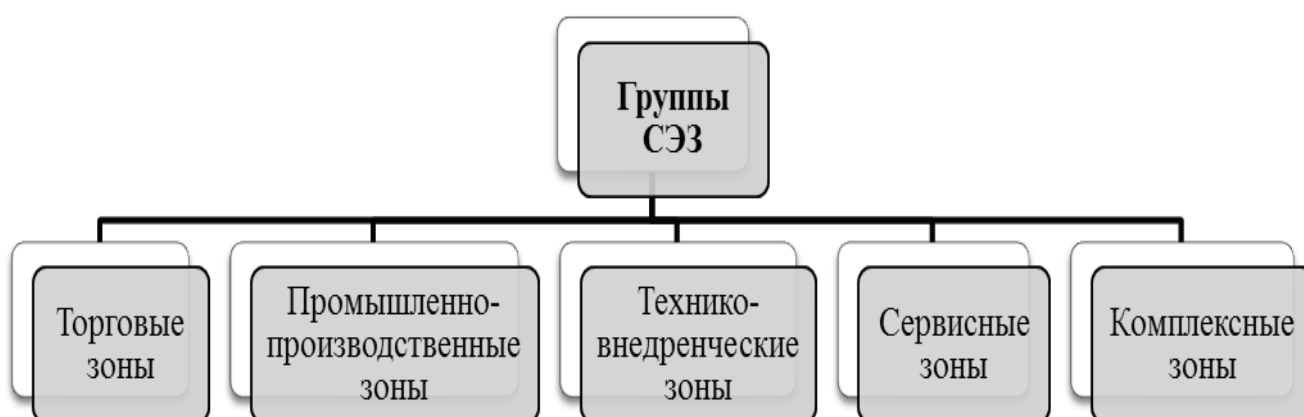 Группы
СЭЗ
Торговые
зоны
Промышленно-
производственные
зоны
Технико-
внедренческие
зоны
Сервисные
зоны
Комплексные
зоны